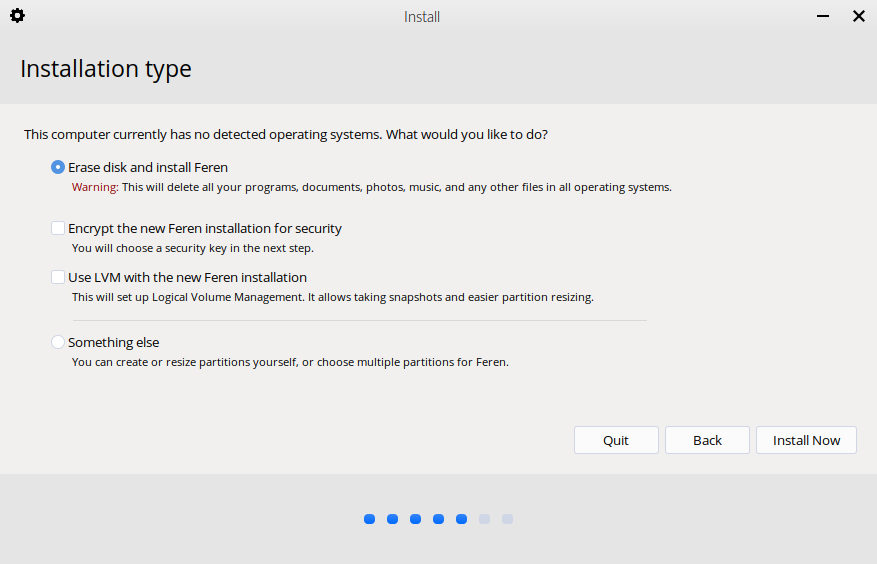 Install
Installation type
This computer currently has no detected operating systems. What would you like to do?
Erase disk and install Feren
Warning: This will delete all your programs, documents, photos, music, and any other files in all operating systems.
Encrypt the new Feren installation for security
You will choose a security key in the next step.
Use LVM with the new Feren installation
This will set up Logical Volume Management. It allows taking snapshots and easier partition resizing.
Something else
You can create or resize partitions yourself, or choose multiple partitions for Feren.
Quit Back Install Now